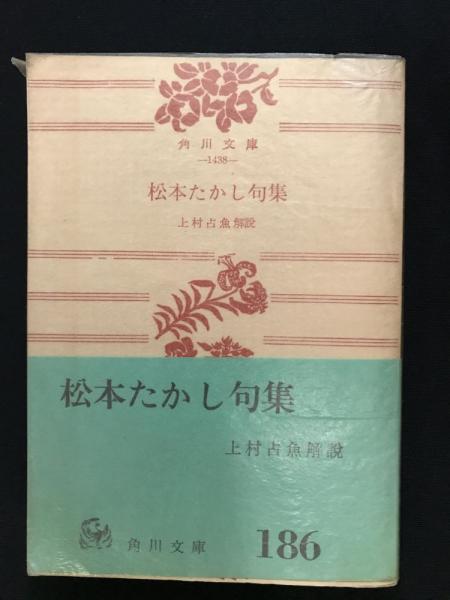 角川文庫
—1438—
松本たかし句集
上村占魚解説
松本たかし句集
上村占魚解說
角川文庫
186